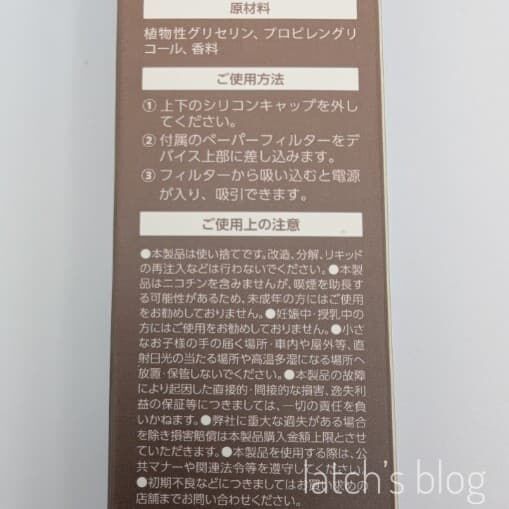 原材料
植物性グリセリン、プロピレングリ
コール、香料
ご使用方法
① 上下のシリコンキャップを外し
てください。
② 付属のペーパーフィルターをデ
バイス上部に差し込みます。
③ フィルターから吸い込むと電源
が入り、吸引できます。
ご使用上の注意
●本製品は使い捨てです。改造、分解、リキッド
の再注入などは行わないでください。●本製
品はニコチンを含みませんが、喫煙を助長す
る可能性があるため、未成年の方にはご使用
をお勧めしておりません。●妊娠中・授乳中の
方にはご使用をお勧めしておりません。●小さ
なお子様の手の届く場所・車内や屋外等、直
射日光の当たる場所や高温多湿になる場所へ
放置・保管しないでください。●本製品の故障
により起因した直接的・間接的な損害、逸失利
益の保証等につきましては、一切の責任を負
いかねます。●弊社に重大な過失がある場合
を除き損害賠償は本製品購入金額上限とさせ
ていただきます。●本製品を使用する際は、公
共マナーや関連法令等を遵守してください。
●初期不良などにつきましてはお買い求めの
店舗までお問い合わせください。
latch's blog